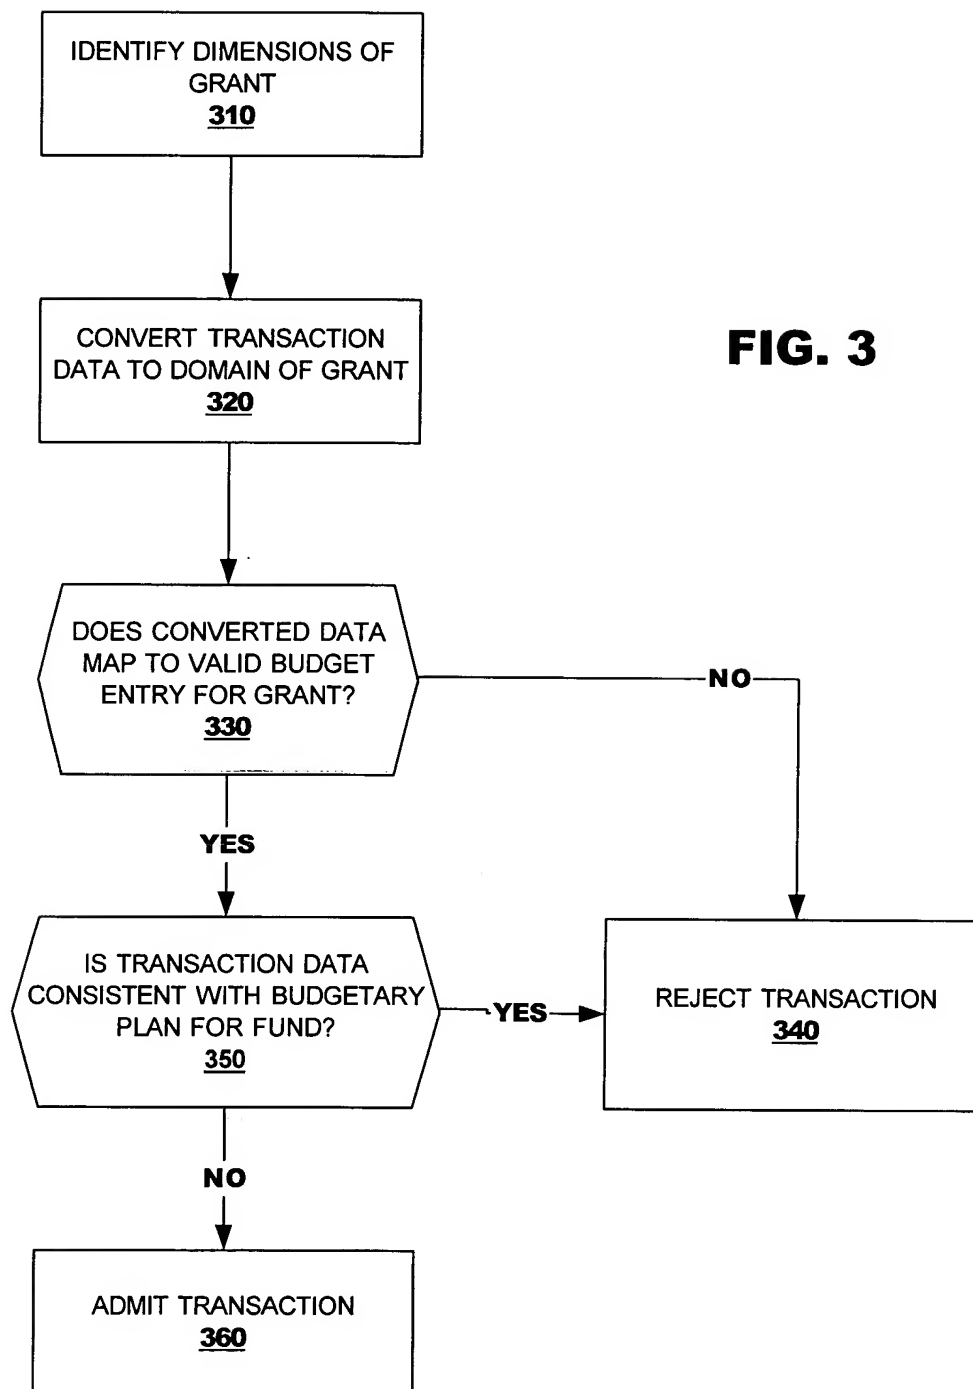 IDENTIFY DIMENSIONS OF
GRANT
310
CONVERT TRANSACTION
DATA TO DOMAIN OF GRANT
320
FIG. 3
DOES CONVERTED DATA
MAP TO VALID BUDGET
ENTRY FOR GRANT?
330
NO
YES
IS TRANSACTION DATA
CONSISTENT WITH BUDGETARY
PLAN FOR FUND?
350
YES
REJECT TRANSACTION
340
NO
ADMIT TRANSACTION
360